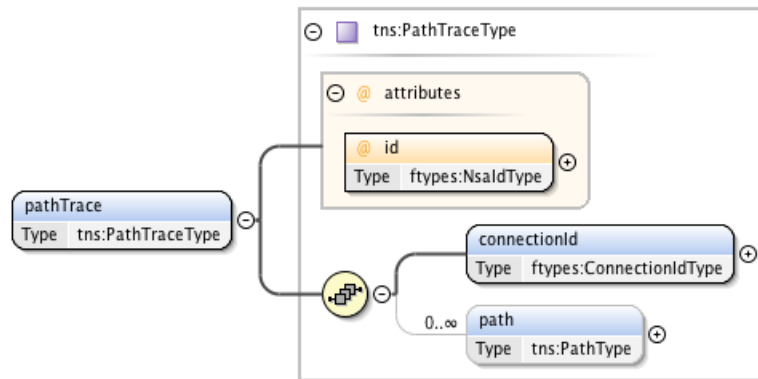 tns:PathTraceType
@ attributes
@ id
Type ftypes:NsaIdType
pathTrace
Type tns:PathTraceType
connectionId
Type ftypes:ConnectionIdType
0..∞
path
Type tns:PathType